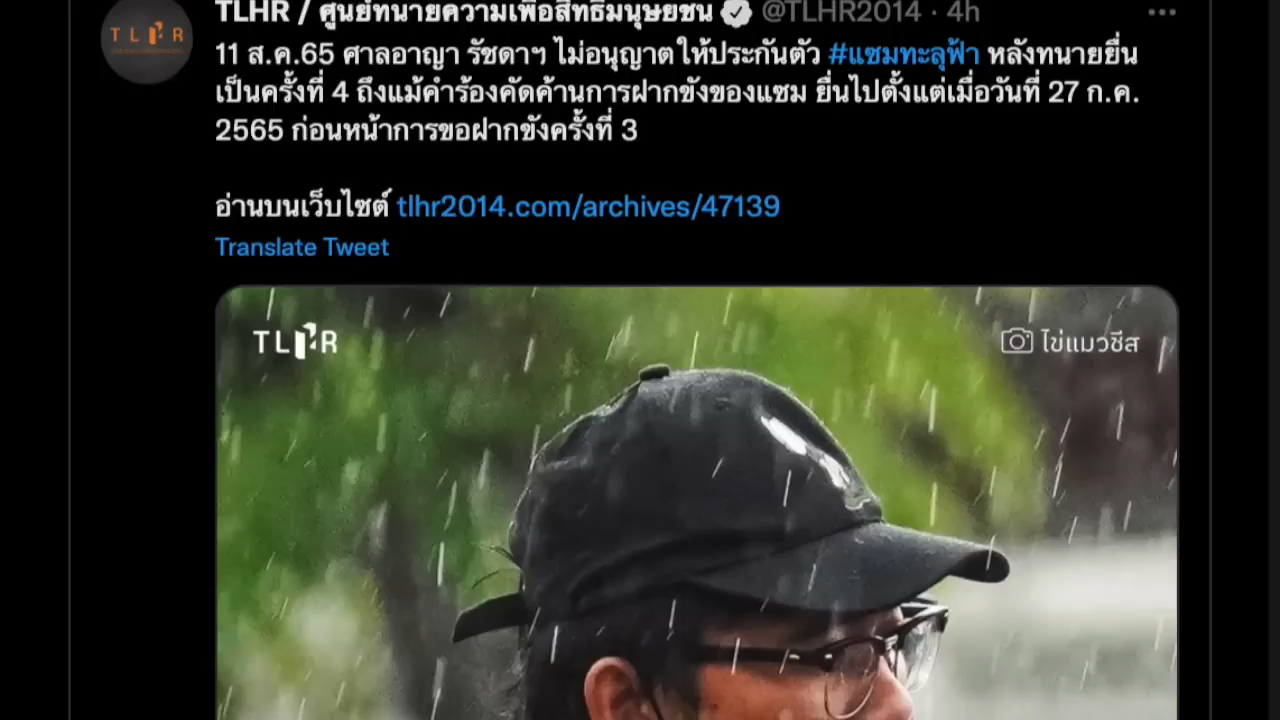 TLHR / ศูนย์ทนายความเพื่อสิทธิมนุษยชน @TLHR2014 · 4h
TLHR
11 ส.ค.65 ศาลอาญา รัชดาฯ ไม่อนุญาตให้ประกันตัว #แซมทะลุฟ้า หลังทนายยื่น
เป็นครั้งที่ 4 ถึงแม้คำร้องคัดค้านการฝากขังของแซม ยื่นไปตั้งแต่เมื่อวันที่ 27 ก.ค.
2565 ก่อนหน้าการขอฝากขังครั้งที่ 3
อ่านบนเว็บไซต์ tlhr2014.com/archives/47139
Translate Tweet
TLHR
ไข่แมวชีส